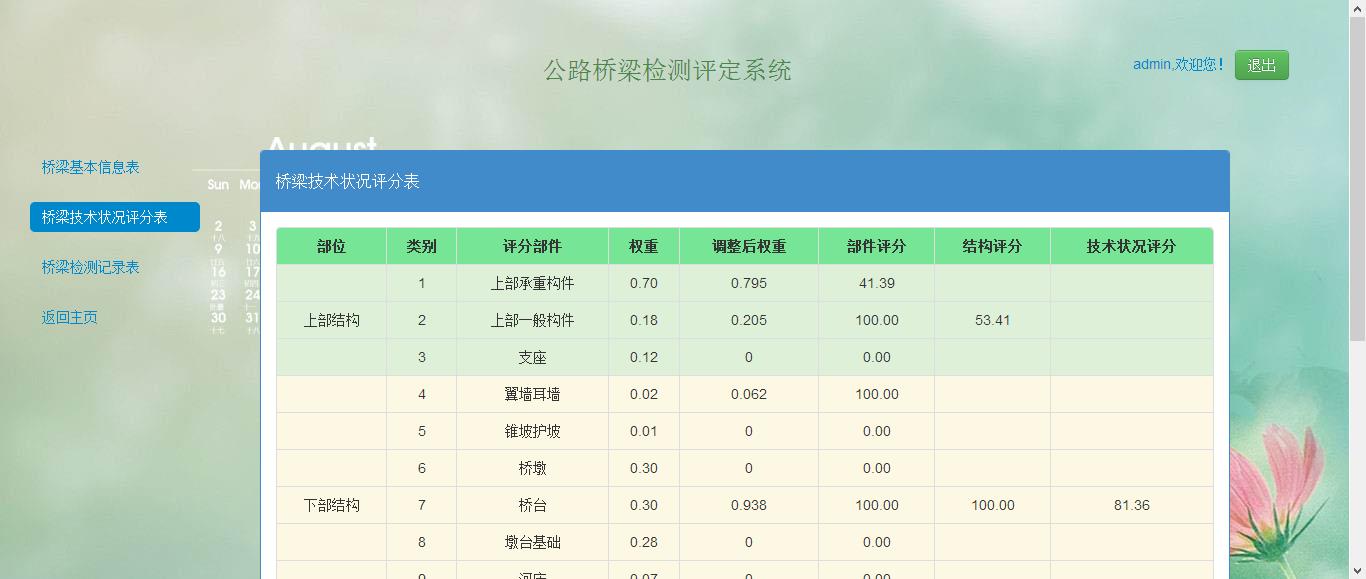 公路桥梁检测评定系统
admin,欢迎您！ 退出
August
桥梁基本信息表
桥梁技术状况评分表
桥梁检测记录表
返回主页
Sun Mo
2 3
十八 十九
9 10
16 17
23 24
30 31
十七 十八
桥梁技术状况评分表
部位 类别 评分部件 权重 调整后权重 部件评分 结构评分 技术状况评分
1 上部承重构件 0.70 0.795 41.39
上部结构 2 上部一般构件 0.18 0.205 100.00 53.41
3 支座 0.12 0 0.00
4 翼墙耳墙 0.02 0.062 100.00
5 锥坡护坡 0.01 0 0.00
6 桥墩 0.30 0 0.00
下部结构 7 桥台 0.30 0.938 100.00 100.00 81.36
8 墩台基础 0.28 0 0.00
9 河床 0.07 0 0.00